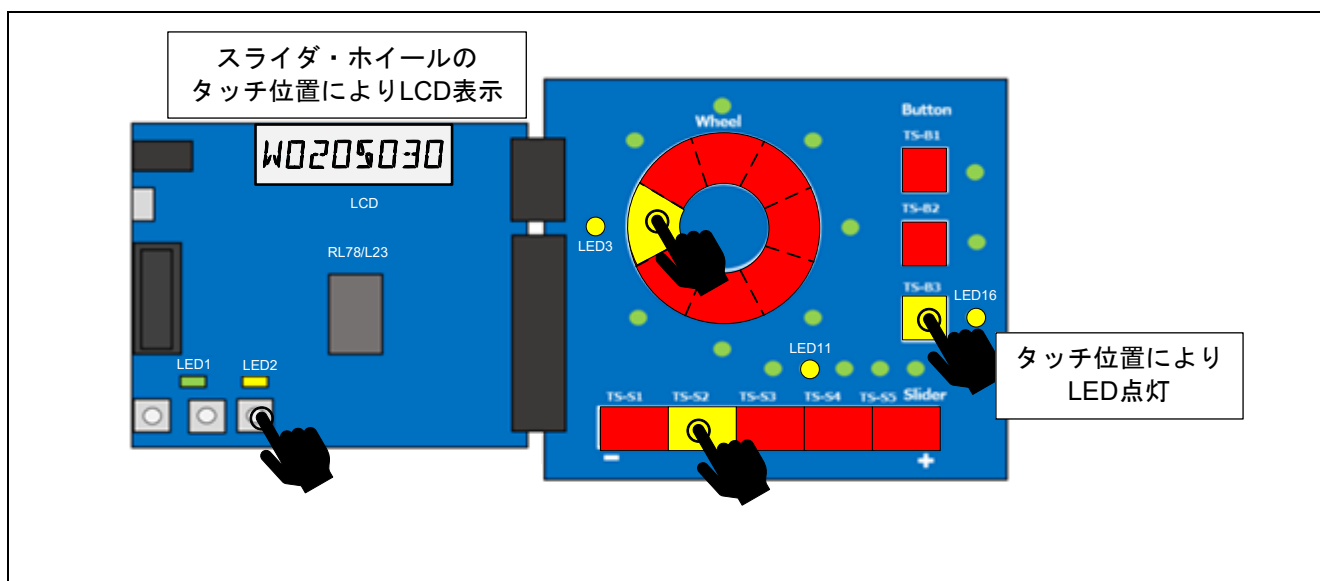 スライダ・ホイールの
タッチ位置によりLCD表示
W020S030
LCD
RL78/L23
LED1
LED2
Wheel
LED3
Button
TS-B1
TS-B2
TS-B3
LED16
LED11
タッチ位置により
LED点灯
TS-S1
TS-S2
TS-S3
TS-S4
TS-S5
Slider
-
+